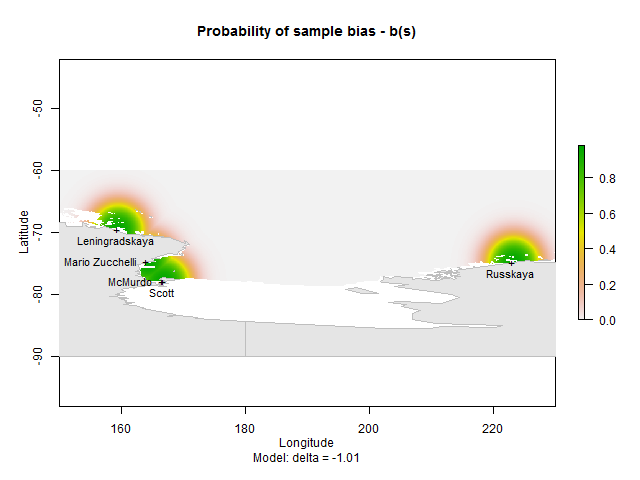 Probability of sample bias - b(s)
-50
-60
-70
-80
-90
Latitude
Leningradskaya
Mario Zucchelli
McMurdo
Scott
Russkaya
0.8
0.6
0.4
0.2
0.0
160
180
200
220
Longitude
Model: delta = -1.01